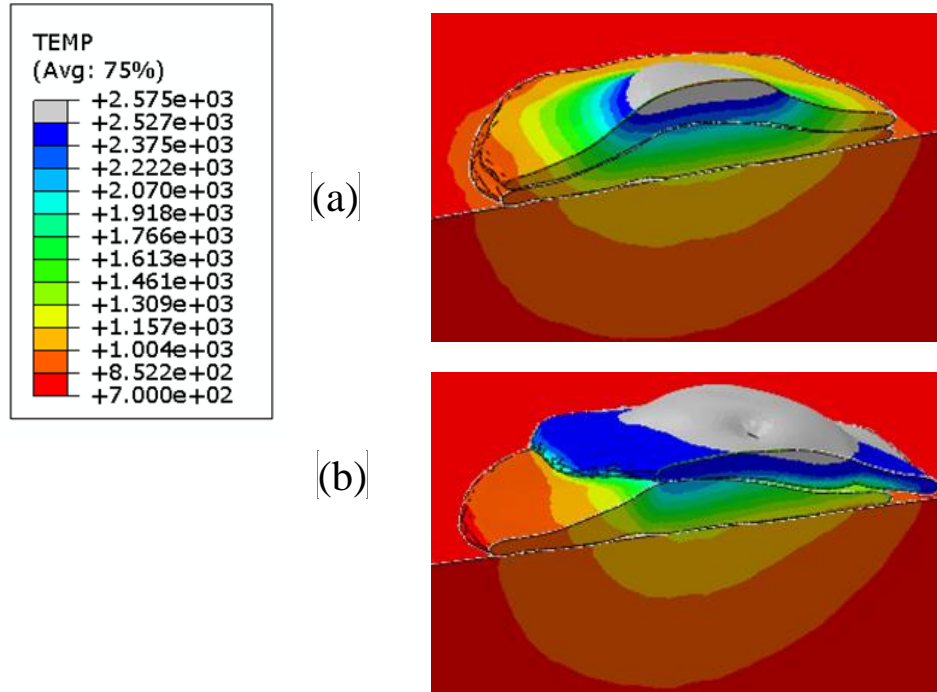 TEMP
(Avg: 75%)
+2.575e+03
+2.527e+03
+2.375e+03
+2.222e+03
+2.070e+03
+1.918e+03
+1.766e+03
+1.613e+03
+1.461e+03
+1.309e+03
+1.157e+03
+1.004e+03
+8.522e+02
+7.000e+02
(a)
(b)